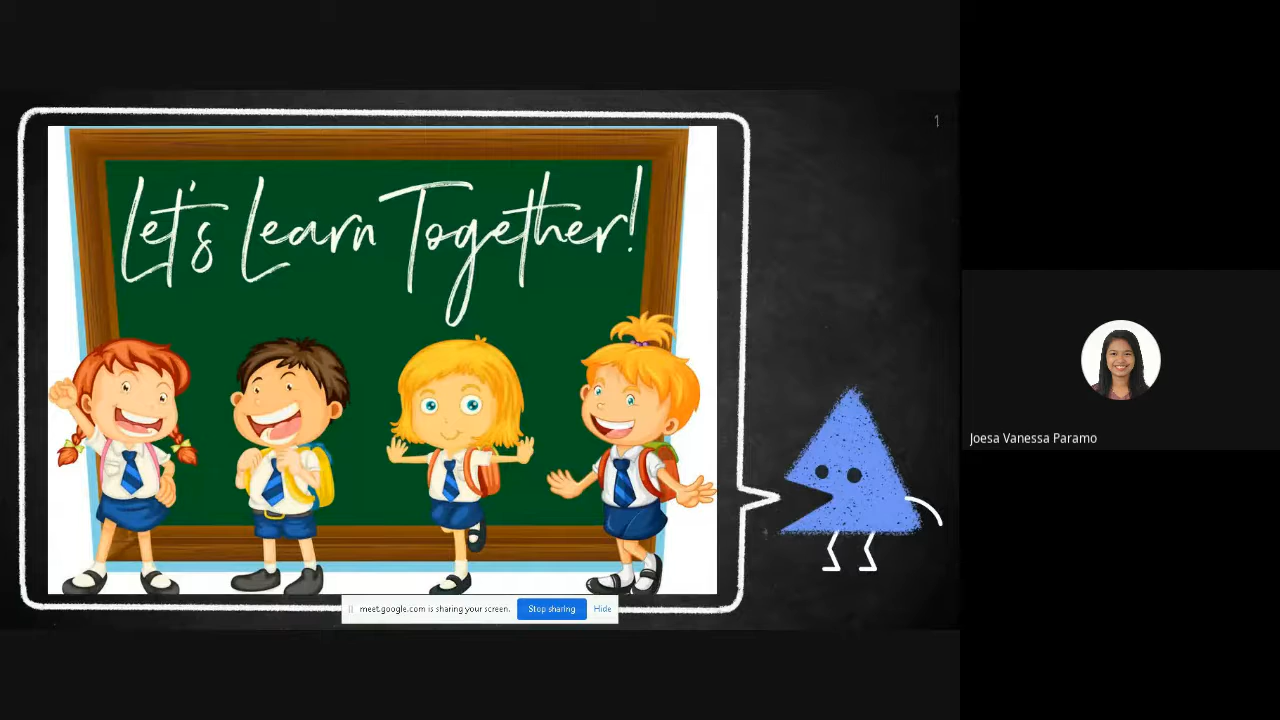 1
Let's Learn Together!
Joesa Vanessa Paramo
meet.google.com is sharing your screen. Stop sharing Hide